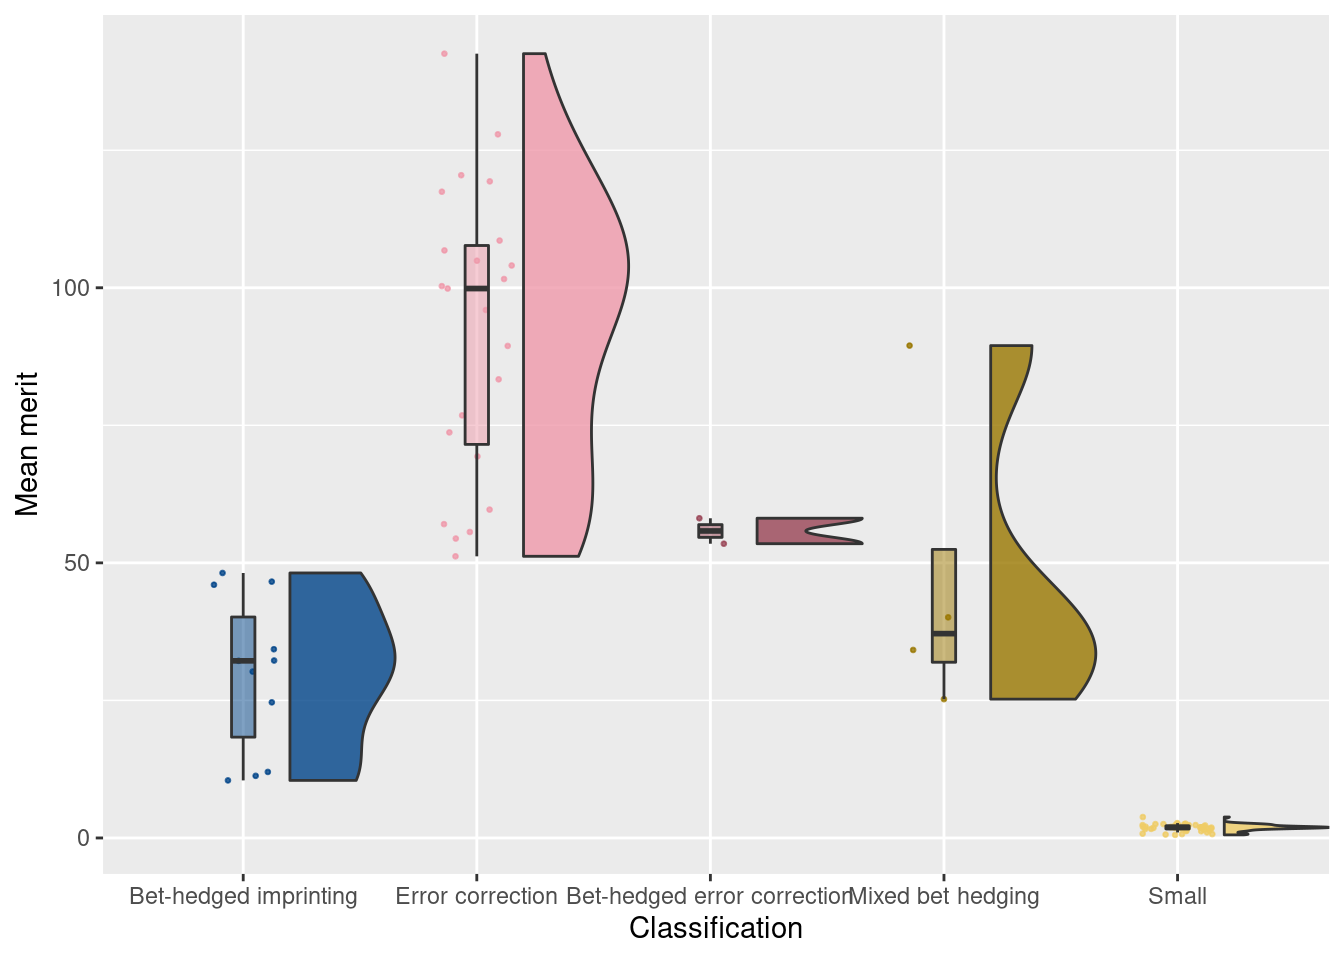 Mean merit
100
50
0
Bet-hedged imprinting Error correction Bet-hedged error correction Mixed bet hedging Small
Classification